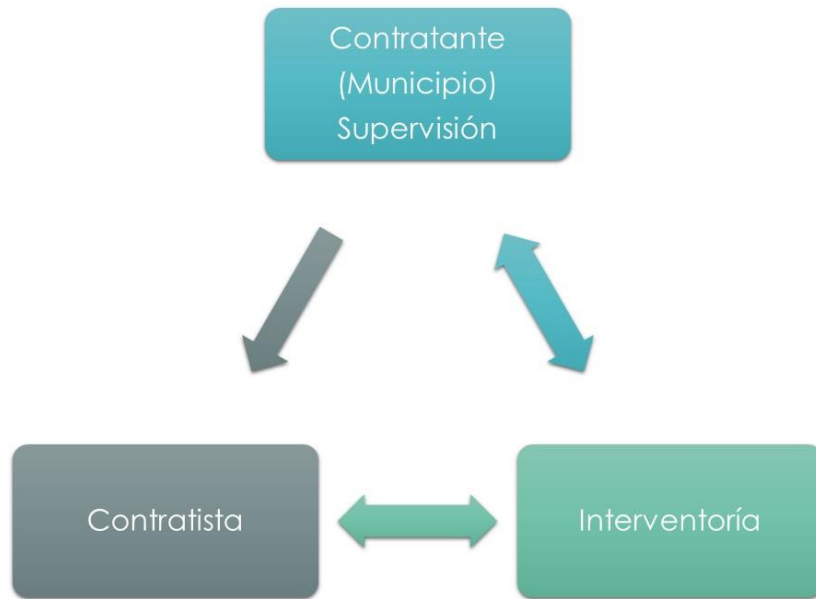 Contratante
(Municipio)
Supervisión
Contratista
Interventoría